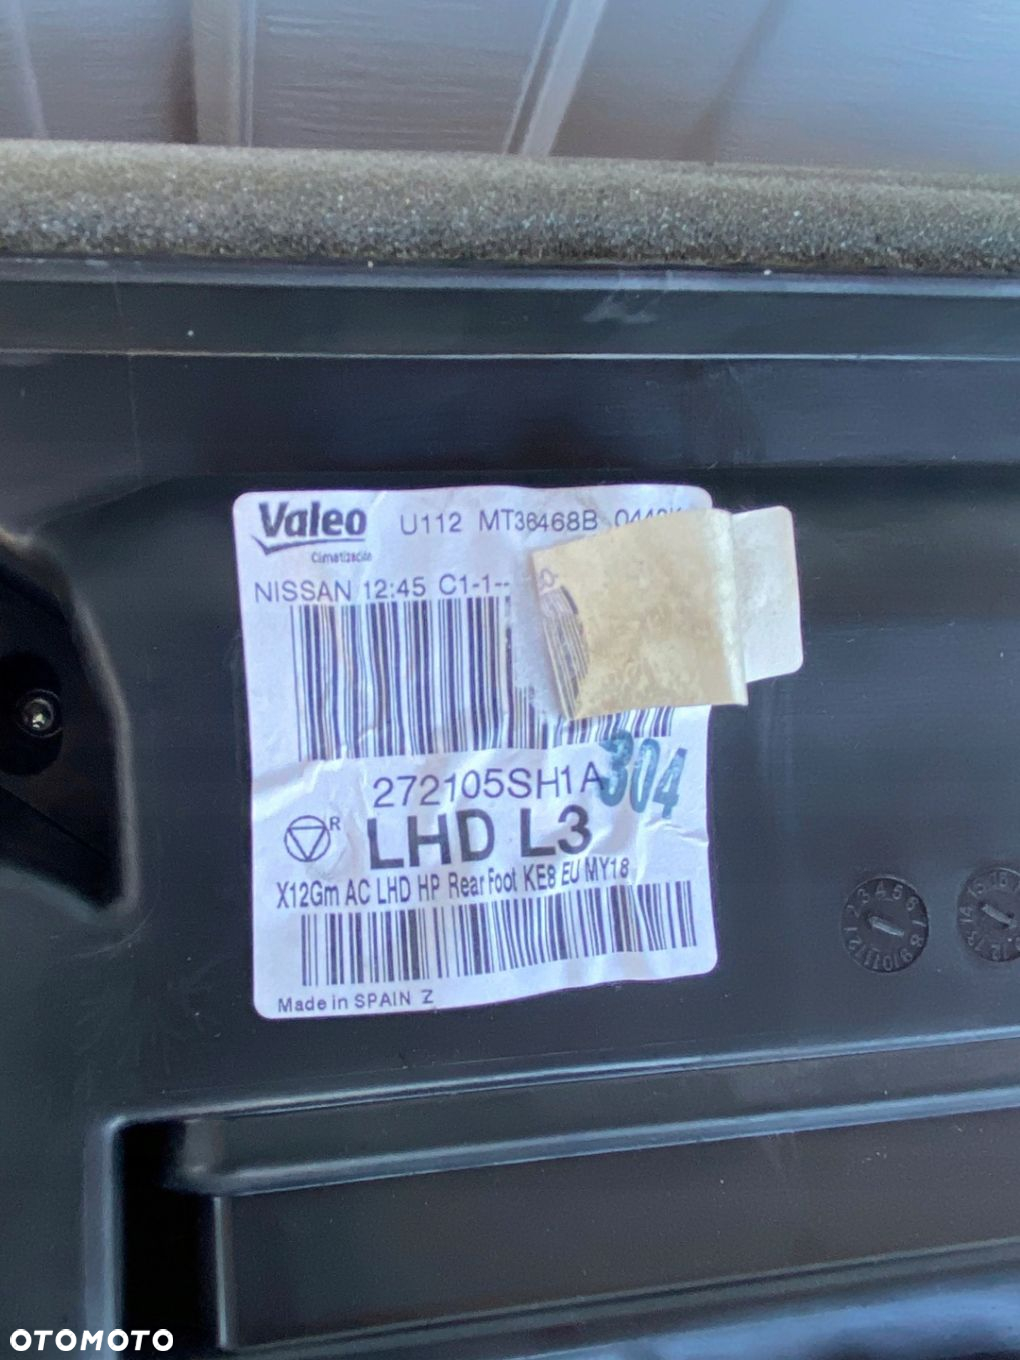 Valeo
Climatización
U112 MT36468B
NISSAN 12:45 C1-1--
272105SH1A
304
R
LHD L3
X12Gm AC LHD HP Rear Foot KE8 EU MY18
Made in SPAIN Z
OTOMOTO